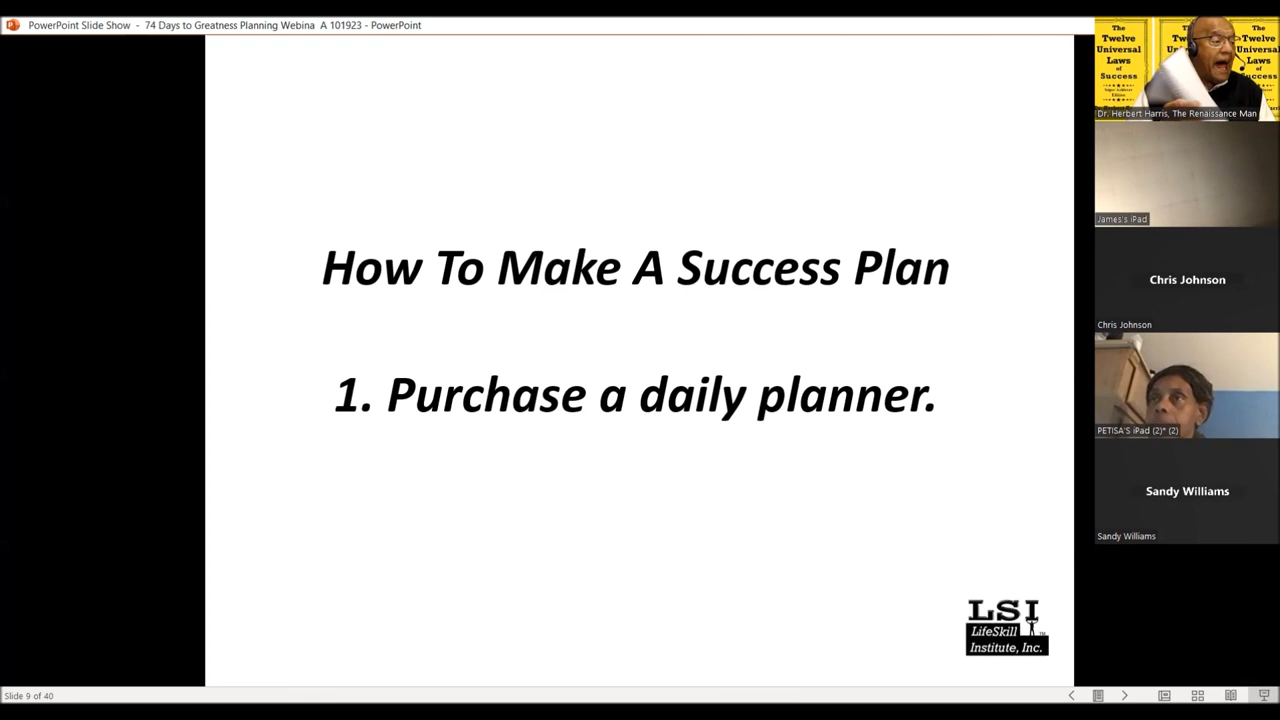 PowerPoint Slide Show - 74 Days to Greatness Planning Webina A 101923 - PowerPoint
How To Make A Success Plan
1. Purchase a daily planner.
LSI
LifeSkill
Institute, Inc.
The
Twelve
Universal
Laws
of
Success
Dr. Herbert Harris, The Renaissance Man
James's iPad
Chris Johnson
Chris Johnson
PETISA'S iPad (2)* (2)
Sandy Williams
Sandy Williams
Slide 9 of 40